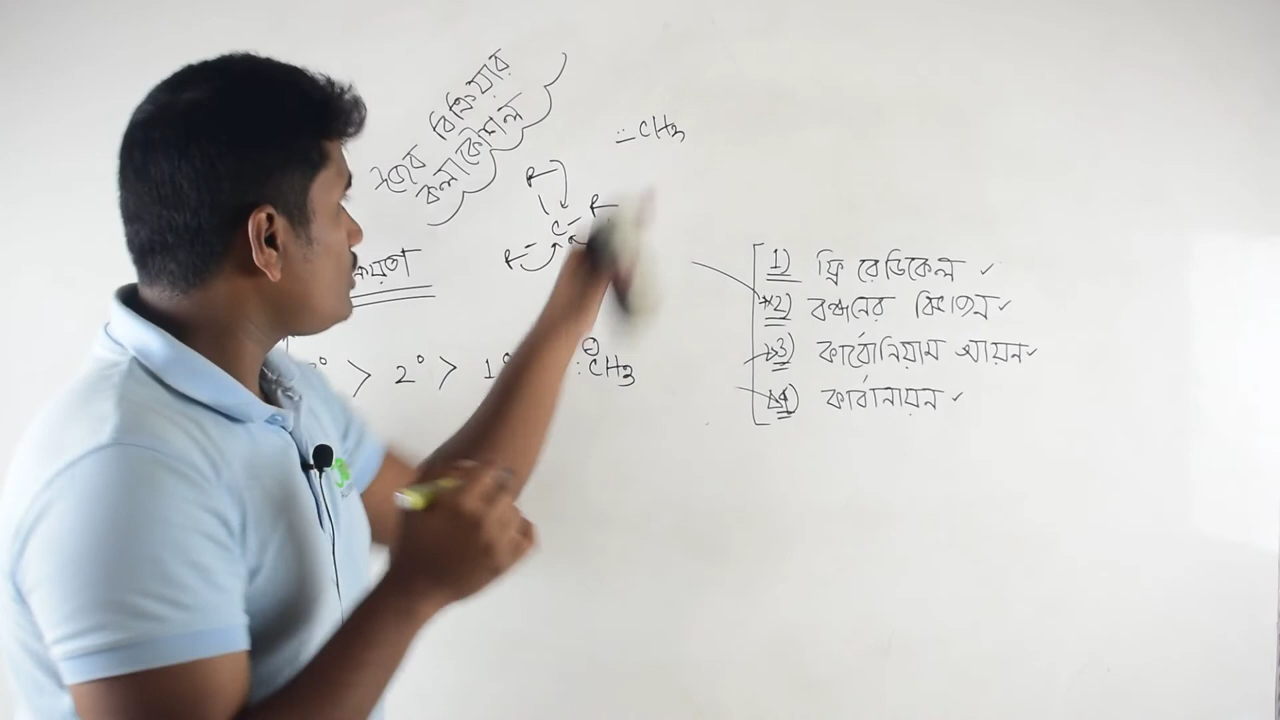 জৈব বিক্রিয়ার
কলাকৌশল
:CH3
R
R
C
R
> 2° > 1°
⊖
:CH3
1) ফ্রি রেডিকেল ✓
2) বন্ধনের বিভাজন ✓
3) কার্বোনিয়াম আয়ন ✓
4) কার্বানায়ন ✓